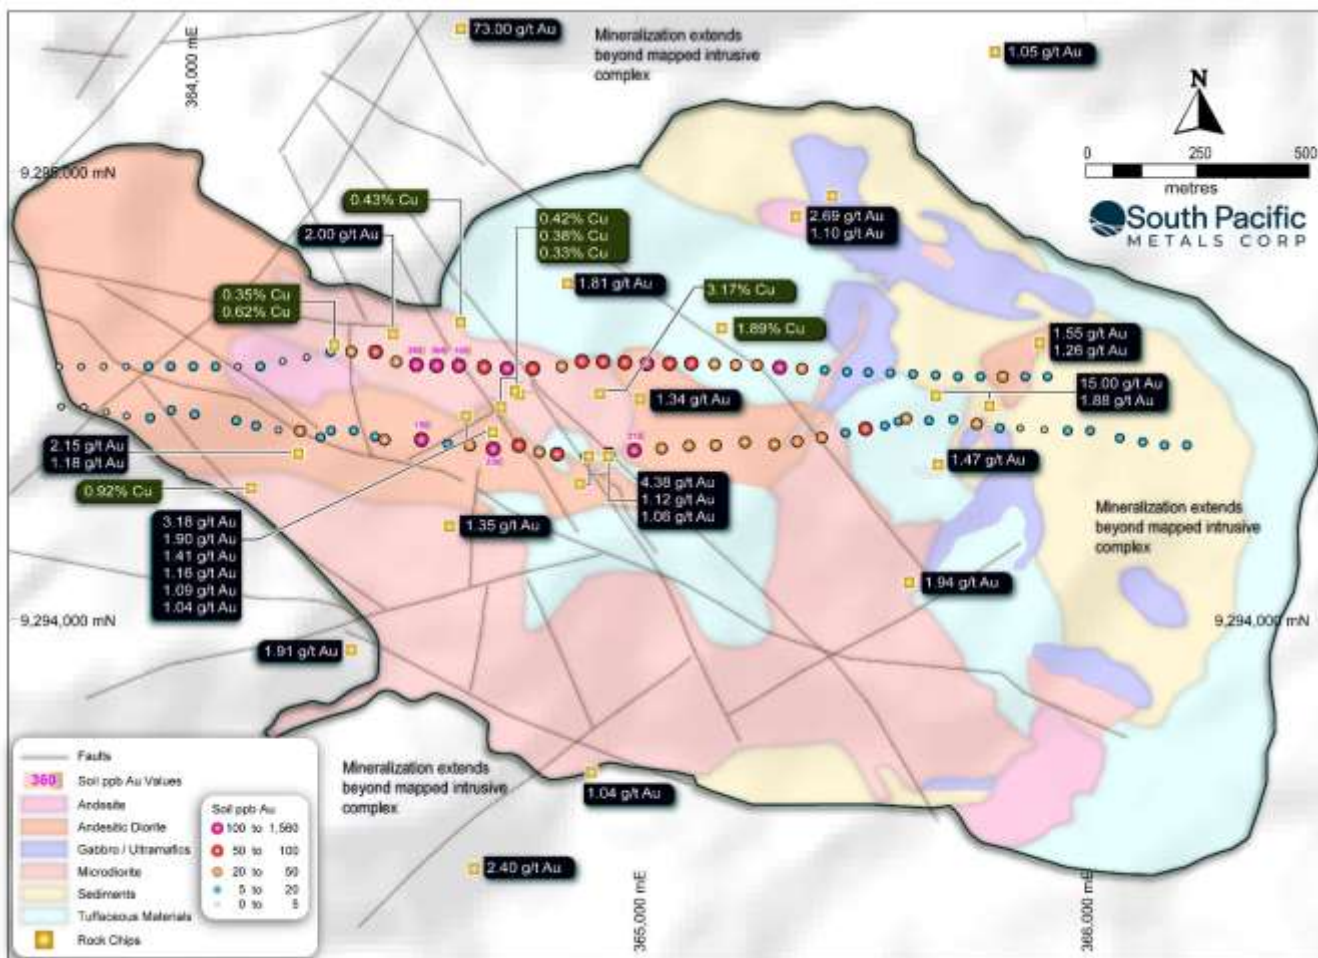 73.00 g/t Au
Mineralization extends
beyond mapped intrusive
complex
1.05 g/t Au
364,000 mE
N
0 250 500
metres
South Pacific
METALS CORP
9,295,000 mN
0.43% Cu
2.00 g/t Au
0.42% Cu
0.38% Cu
0.33% Cu
2.69 g/t Au
1.10 g/t Au
1.81 g/t Au
3.17% Cu
0.35% Cu
0.62% Cu
1.89% Cu
1.55 g/t Au
1.26 g/t Au
15.00 g/t Au
1.88 g/t Au
1.34 g/t Au
2.15 g/t Au
1.18 g/t Au
0.92% Cu
1.47 g/t Au
4.38 g/t Au
1.12 g/t Au
1.06 g/t Au
3.18 g/t Au
1.90 g/t Au
1.41 g/t Au
1.16 g/t Au
1.09 g/t Au
1.04 g/t Au
1.35 g/t Au
Mineralization extends
beyond mapped intrusive
complex
1.94 g/t Au
9,294,000 mN
9,294,000 mN
1.91 g/t Au
Mineralization extends
beyond mapped intrusive
complex
1.04 g/t Au
2.40 g/t Au
365,000 mE
366,000 mE
Faults
360 Soil ppb Au Values
Andesite
Andesitic Diorite
Gabbro / Ultramafics
Microdiorite
Sediments
Tuffaceous Materials
Rock Chips
Soil ppb Au
100 to 1,560
50 to 100
20 to 50
5 to 20
0 to 5